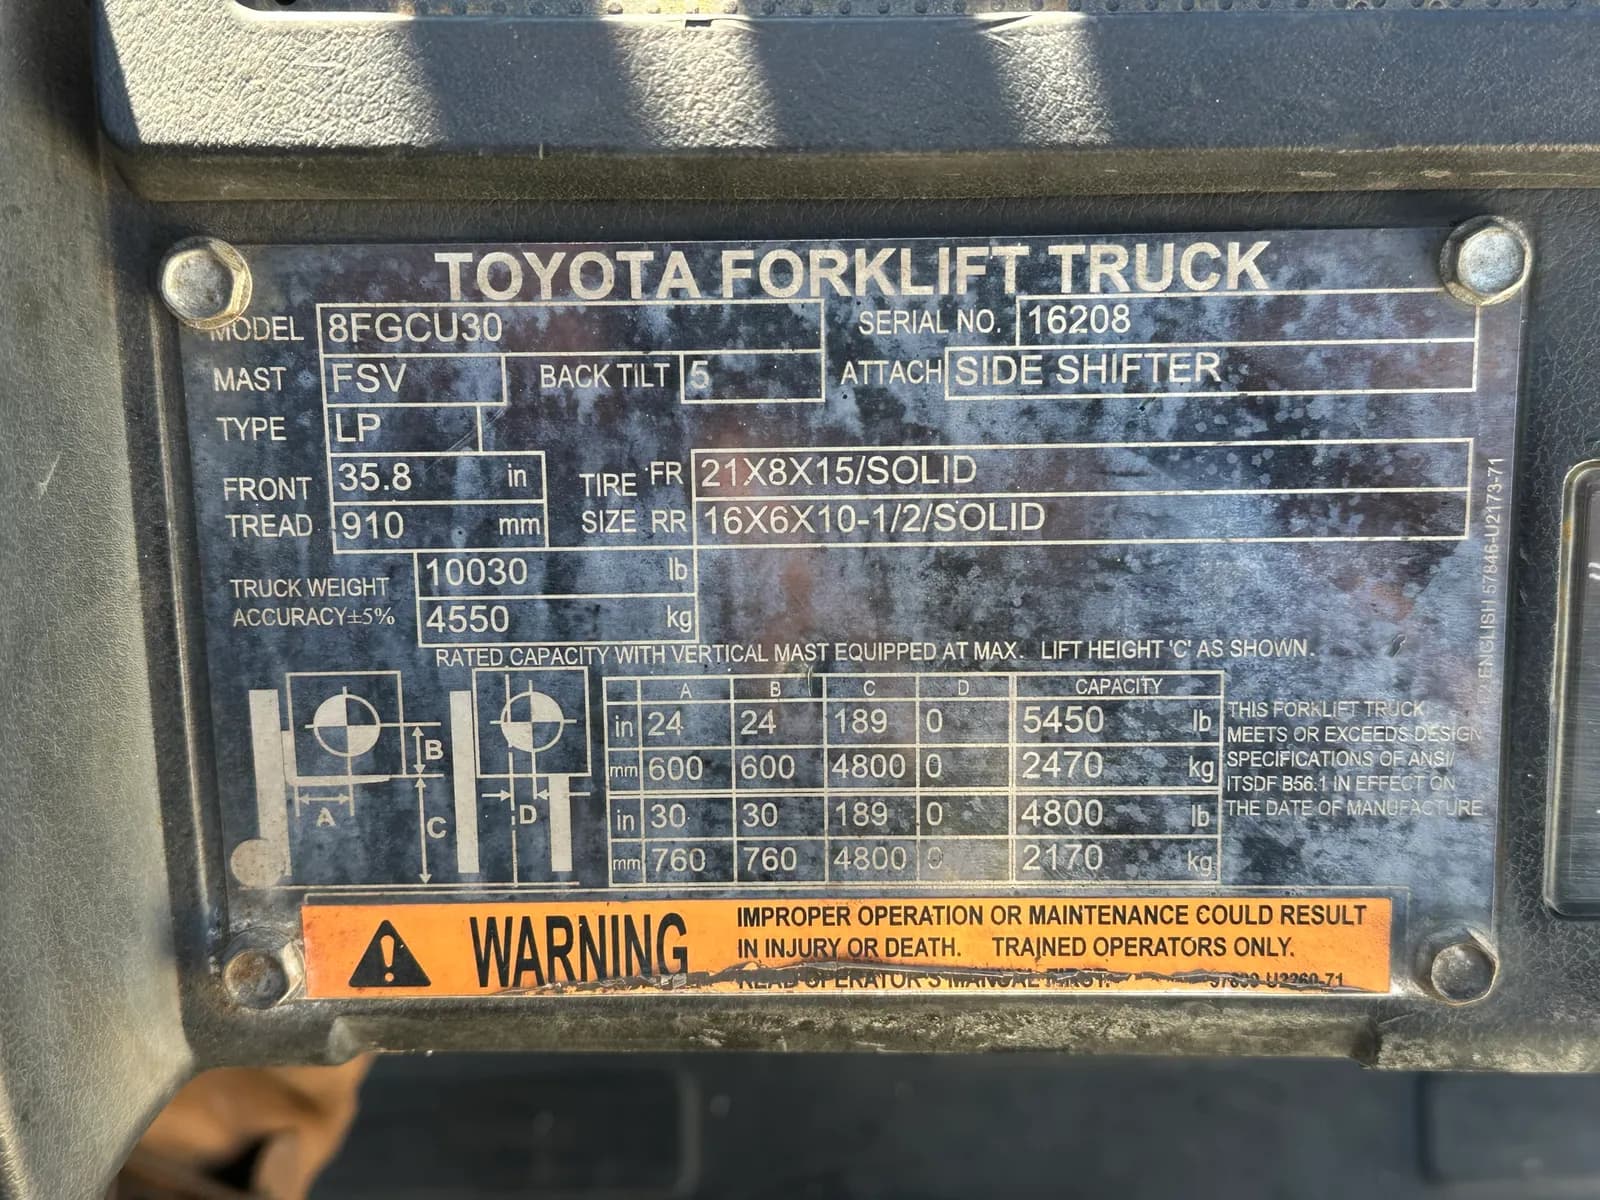 TOYOTA FORKLIFT TRUCK
MODEL 8FGCU30 SERIAL NO. 16208
MAST FSV BACK TILT 5 ATTACH SIDE SHIFTER
TYPE LP
FRONT TREAD 35.8 in TIRE SIZE FR 21X8X15/SOLID
910 mm RR 16X6X10-1/2/SOLID
TRUCK WEIGHT 10030 lb
ACCURACY±5% 4550 kg
RATED CAPACITY WITH VERTICAL MAST EQUIPPED AT MAX. LIFT HEIGHT 'C' AS SHOWN.
A B C D CAPACITY
in 24 24 189 0 5450 lb
mm 600 600 4800 0 2470 kg
in 30 30 189 0 4800 lb
mm 760 760 4800 0 2170 kg
A B C D
THIS FORKLIFT TRUCK
MEETS OR EXCEEDS DESIGN
SPECIFICATIONS OF ANSI/
ITSDF B56.1 IN EFFECT ON
THE DATE OF MANUFACTURE
ENGLISH 57846-U2173-71
WARNING
IMPROPER OPERATION OR MAINTENANCE COULD RESULT
IN INJURY OR DEATH. TRAINED OPERATORS ONLY.
READ OPERATOR'S MANUAL FIRST.